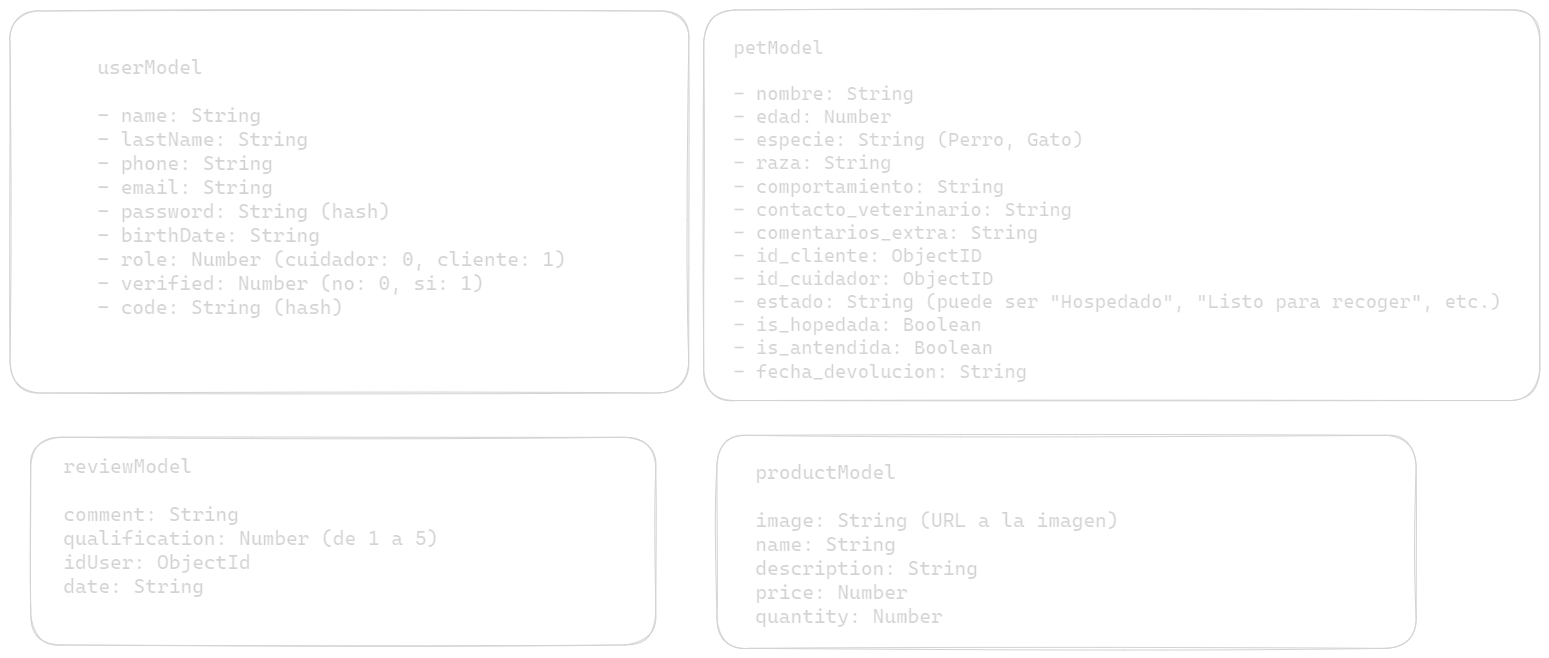 userModel
– name: String
– lastName: String
– phone: String
– email: String
– password: String (hash)
– birthDate: String
– role: Number (cuidador: 0, cliente: 1)
– verified: Number (no: 0, si: 1)
– code: String (hash)
petModel
– nombre: String
– edad: Number
– especie: String (Perro, Gato)
– raza: String
– comportamiento: String
– contacto_veterinario: String
– comentarios_extra: String
– id_cliente: ObjectID
– id_cuidador: ObjectID
– estado: String (puede ser "Hospedado", "Listo para recoger", etc.)
– is_hopedada: Boolean
– is_antendida: Boolean
– fecha_devolucion: String
reviewModel
comment: String
qualification: Number (de 1 a 5)
idUser: ObjectId
date: String
productModel
image: String (URL a la imagen)
name: String
description: String
price: Number
quantity: Number